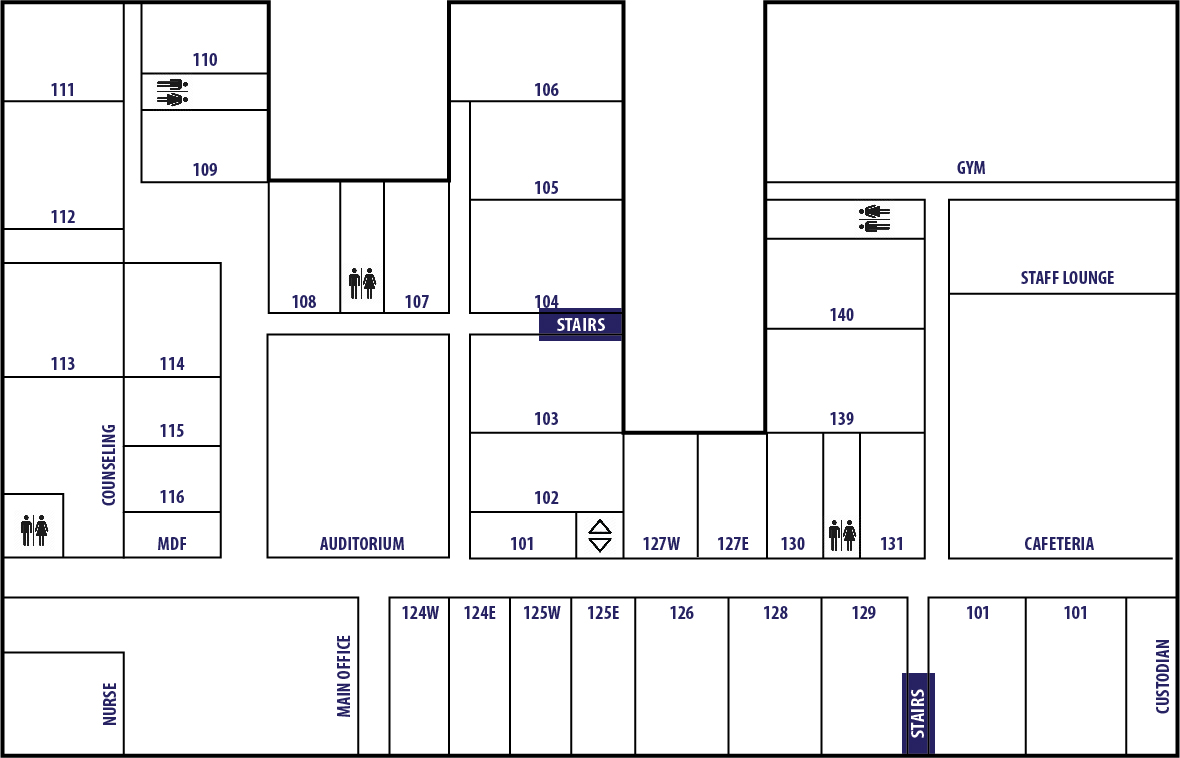 110
111
106
109
GYM
105
112
STAFF LOUNGE
108
107
104
140
STAIRS
113
114
103
139
115
COUNSELING
116
102
MDF
AUDITORIUM
101
127W
127E
130
131
CAFETERIA
124W
124E
125W
125E
126
128
129
101
101
MAIN OFFICE
CUSTODIAN
NURSE
STAIRS